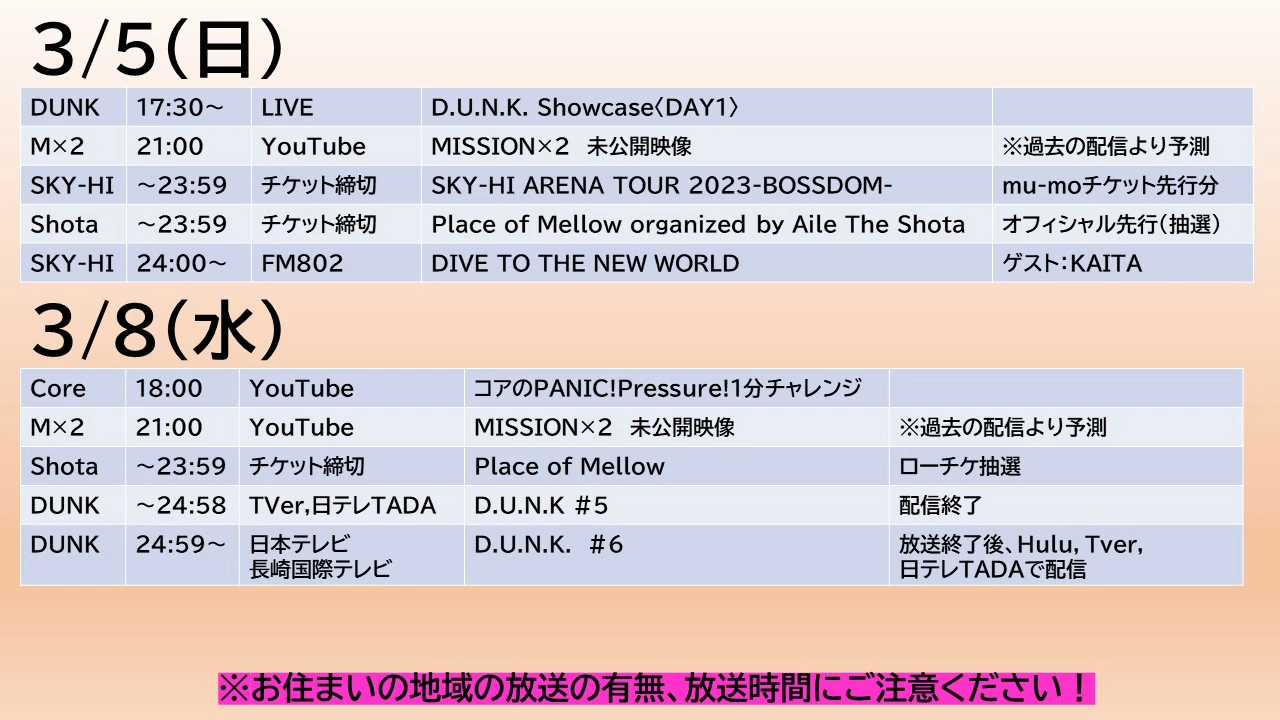 3/5(日)
DUNK 17:30～ LIVE D.U.N.K. Showcase〈DAY1〉
M×2 21:00 YouTube MISSION×2 未公開映像 ※過去の配信より予測
SKY-HI ～23:59 チケット締切 SKY-HI ARENA TOUR 2023-BOSSDOM- mu-moチケット先行分
Shota ～23:59 チケット締切 Place of Mellow organized by Aile The Shota オフィシャル先行(抽選)
SKY-HI 24:00～ FM802 DIVE TO THE NEW WORLD ゲスト:KAITA
3/8(水)
Core 18:00 YouTube コアのPANIC!Pressure!1分チャレンジ
M×2 21:00 YouTube MISSION×2 未公開映像 ※過去の配信より予測
Shota ～23:59 チケット締切 Place of Mellow ローチケ抽選
DUNK ～24:58 TVer,日テレTADA D.U.N.K #5 配信終了
DUNK 24:59～ 日本テレビ D.U.N.K. #6 放送終了後、Hulu, Tver,
長崎国際テレビ 日テレTADAで配信
※お住まいの地域の放送の有無、放送時間にご注意ください！